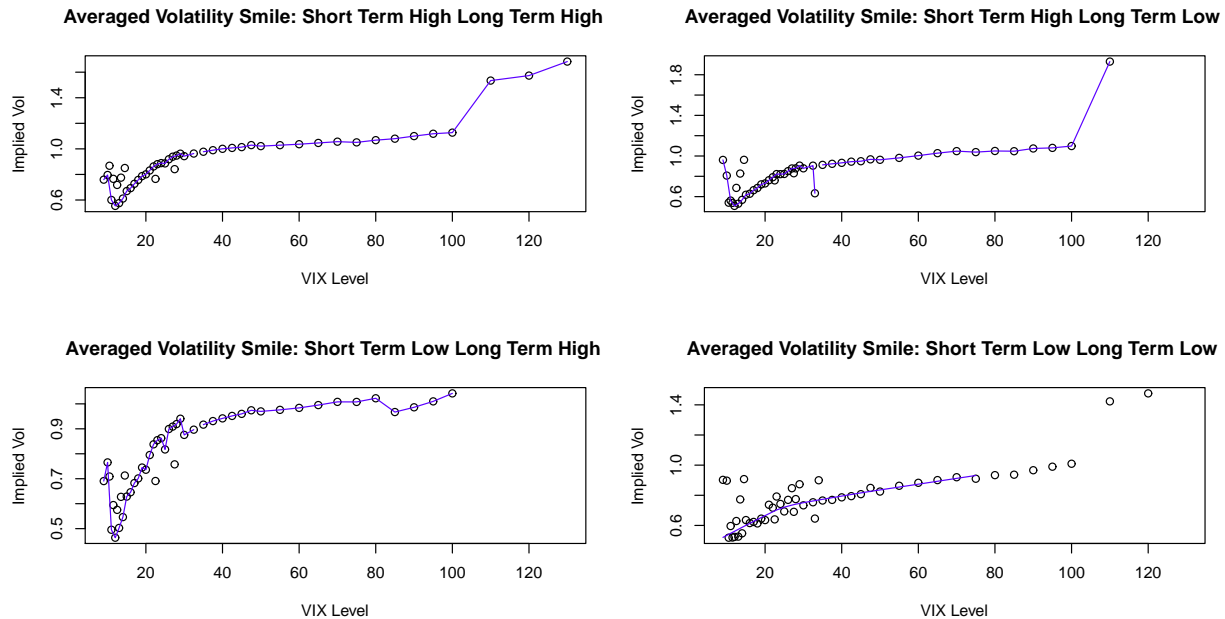 Averaged Volatility Smile: Short Term High Long Term High
Implied Vol
0.6 1.0 1.4
20 40 60 80 100 120
VIX Level
Averaged Volatility Smile: Short Term High Long Term Low
Implied Vol
0.6 1.0 1.4 1.8
20 40 60 80 100 120
VIX Level
Averaged Volatility Smile: Short Term Low Long Term High
Implied Vol
0.5 0.7 0.9
20 40 60 80 100 120
VIX Level
Averaged Volatility Smile: Short Term Low Long Term Low
Implied Vol
0.6 1.0 1.4
20 40 60 80 100 120
VIX Level